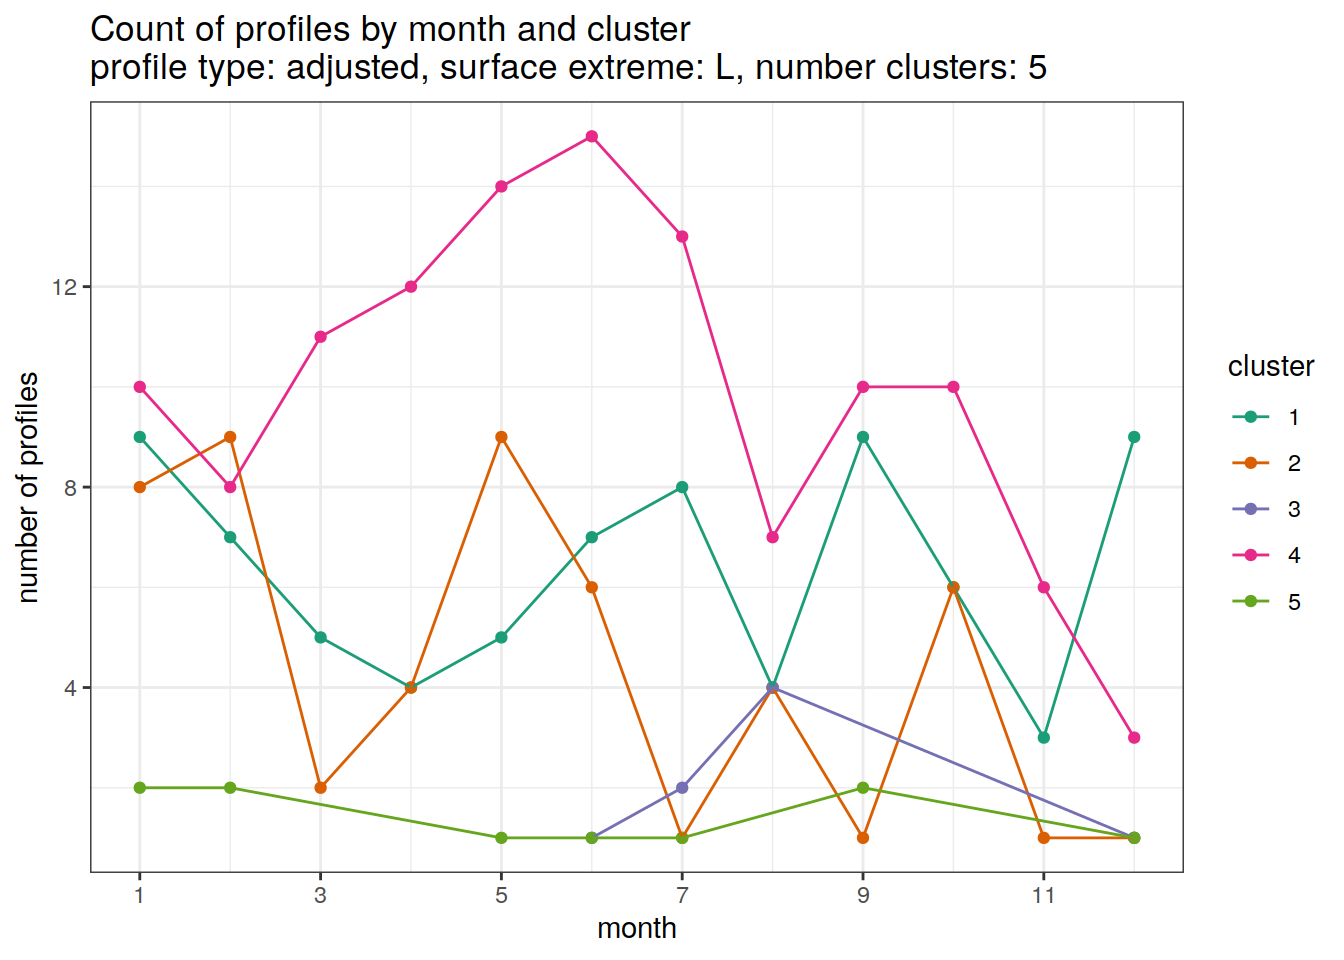 Count of profiles by month and cluster
profile type: adjusted, surface extreme: L, number clusters: 5
number of profiles
12
8
4
1 3 5 7 9 11
month
cluster
1
2
3
4
5